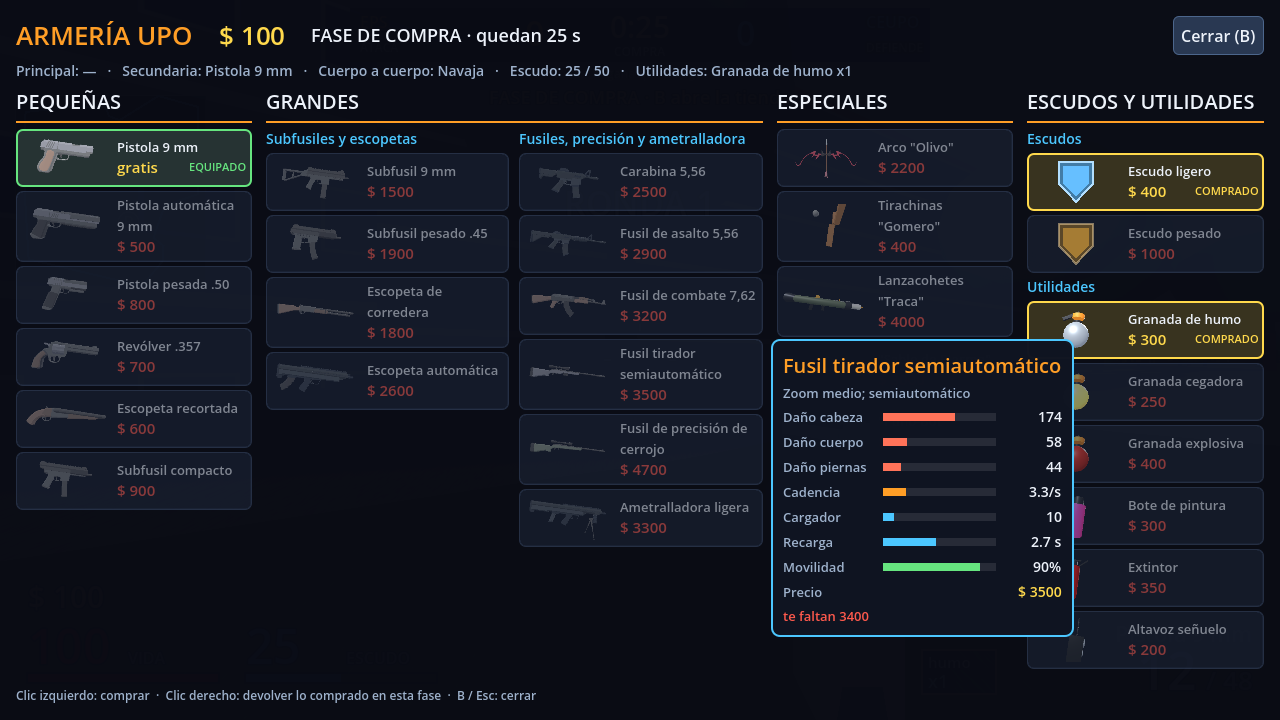 ARMERÍA UPO
$ 100
FASE DE COMPRA · quedan 25 s
Cerrar (B)
Principal: — · Secundaria: Pistola 9 mm · Cuerpo a cuerpo: Navaja · Escudo: 25 / 50 · Utilidades: Granada de humo x1
PEQUEÑAS
Pistola 9 mm
gratis
EQUIPADO
Pistola automática
9 mm
$ 500
Pistola pesada .50
$ 800
Revólver .357
$ 700
Escopeta recortada
$ 600
Subfusil compacto
$ 900
GRANDES
Subfusiles y escopetas
Subfusil 9 mm
$ 1500
Subfusil pesado .45
$ 1900
Escopeta de
corredera
$ 1800
Escopeta automática
$ 2600
Fusiles, precisión y ametralladora
Carabina 5,56
$ 2500
Fusil de asalto 5,56
$ 2900
Fusil de combate 7,62
$ 3200
Fusil tirador
semiautomático
$ 3500
Fusil de precisión de
cerrojo
$ 4700
Ametralladora ligera
$ 3300
ESPECIALES
Arco "Olivo"
$ 2200
Tirachinas
"Gomero"
$ 400
Lanzacohetes
"Traca"
$ 4000
Fusil tirador semiautomático
Zoom medio; semiautomático
Daño cabeza 174
Daño cuerpo 58
Daño piernas 44
Cadencia 3.3/s
Cargador 10
Recarga 2.7 s
Movilidad 90%
Precio $ 3500
te faltan 3400
ESCUDOS Y UTILIDADES
Escudos
Escudo ligero
$ 400
COMPRADO
Escudo pesado
$ 1000
Utilidades
Granada de humo
$ 300
COMPRADO
Granada cegadora
$ 250
Granada explosiva
$ 400
Bote de pintura
$ 300
Extintor
$ 350
Altavoz señuelo
$ 200
Clic izquierdo: comprar · Clic derecho: devolver lo comprado en esta fase · B / Esc: cerrar